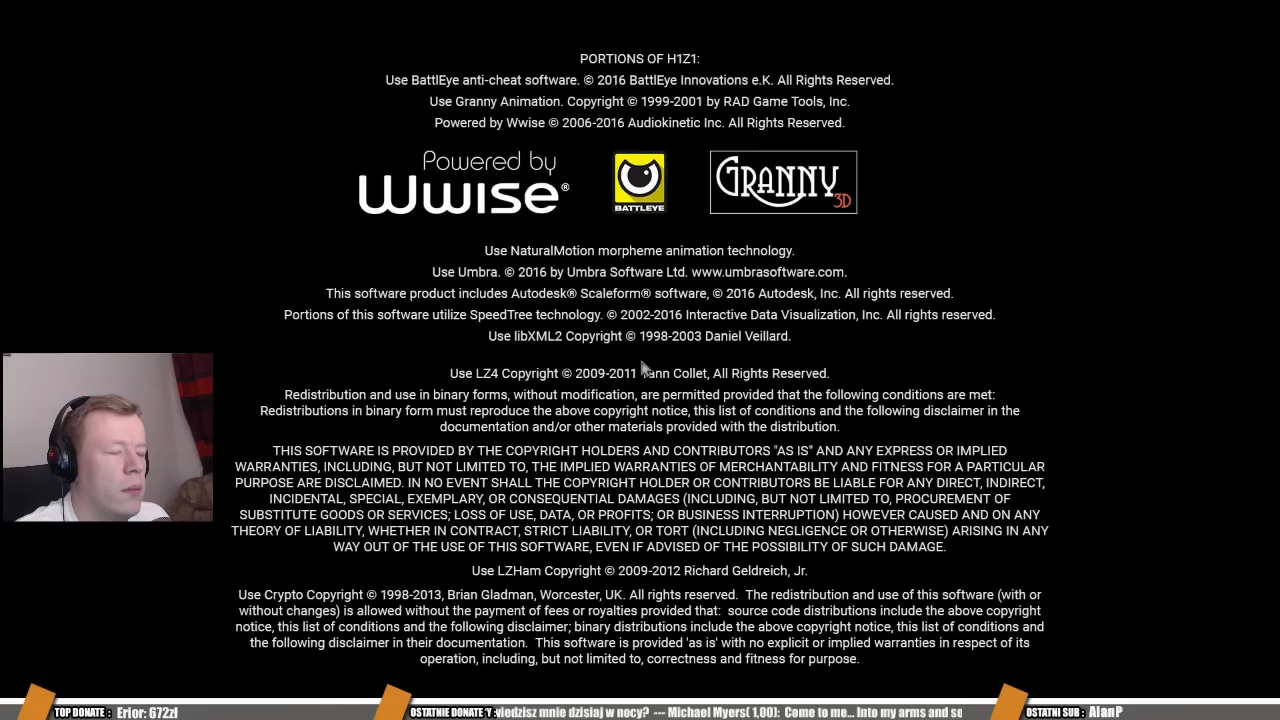 PORTIONS OF H1Z1:
Use BattlEye anti-cheat software. © 2016 BattlEye Innovations e.K. All Rights Reserved.
Use Granny Animation. Copyright © 1999-2001 by RAD Game Tools, Inc.
Powered by Wwise © 2006-2016 Audiokinetic Inc. All Rights Reserved.
Powered by
Wwise®
BATTLEYE
GRANNY
3D
Use NaturalMotion morpheme animation technology.
Use Umbra. © 2016 by Umbra Software Ltd. www.umbrasoftware.com.
This software product includes Autodesk® Scaleform® software, © 2016 Autodesk, Inc. All rights reserved.
Portions of this software utilize SpeedTree technology. © 2002-2016 Interactive Data Visualization, Inc. All rights reserved.
Use libXML2 Copyright © 1998-2003 Daniel Veillard.
Use LZ4 Copyright © 2009-2011 Yann Collet, All Rights Reserved.
Redistribution and use in binary forms, without modification, are permitted provided that the following conditions are met:
Redistributions in binary form must reproduce the above copyright notice, this list of conditions and the following disclaimer in the
documentation and/or other materials provided with the distribution.
THIS SOFTWARE IS PROVIDED BY THE COPYRIGHT HOLDERS AND CONTRIBUTORS "AS IS" AND ANY EXPRESS OR IMPLIED
WARRANTIES, INCLUDING, BUT NOT LIMITED TO, THE IMPLIED WARRANTIES OF MERCHANTABILITY AND FITNESS FOR A PARTICULAR
PURPOSE ARE DISCLAIMED. IN NO EVENT SHALL THE COPYRIGHT HOLDER OR CONTRIBUTORS BE LIABLE FOR ANY DIRECT, INDIRECT,
INCIDENTAL, SPECIAL, EXEMPLARY, OR CONSEQUENTIAL DAMAGES (INCLUDING, BUT NOT LIMITED TO, PROCUREMENT OF
SUBSTITUTE GOODS OR SERVICES; LOSS OF USE, DATA, OR PROFITS; OR BUSINESS INTERRUPTION) HOWEVER CAUSED AND ON ANY
THEORY OF LIABILITY, WHETHER IN CONTRACT, STRICT LIABILITY, OR TORT (INCLUDING NEGLIGENCE OR OTHERWISE) ARISING IN ANY
WAY OUT OF THE USE OF THIS SOFTWARE, EVEN IF ADVISED OF THE POSSIBILITY OF SUCH DAMAGE.
Use LZHam Copyright © 2009-2012 Richard Geldreich, Jr.
Use Crypto Copyright © 1998-2013, Brian Gladman, Worcester, UK. All rights reserved. The redistribution and use of this software (with or
without changes) is allowed without the payment of fees or royalties provided that: source code distributions include the above copyright
notice, this list of conditions and the following disclaimer; binary distributions include the above copyright notice, this list of conditions and
the following disclaimer in their documentation. This software is provided 'as is' with no explicit or implied warranties in respect of its
operation, including, but not limited to, correctness and fitness for purpose.
TOP DONATE : Erior: 672zł
OSTATNIE DONATE'Y: wiedzisz mnie dzisiaj w nocy? --- Michael Myers( 1,00): Come to me... Into my arms and se
OSTATNI SUB : AlanP